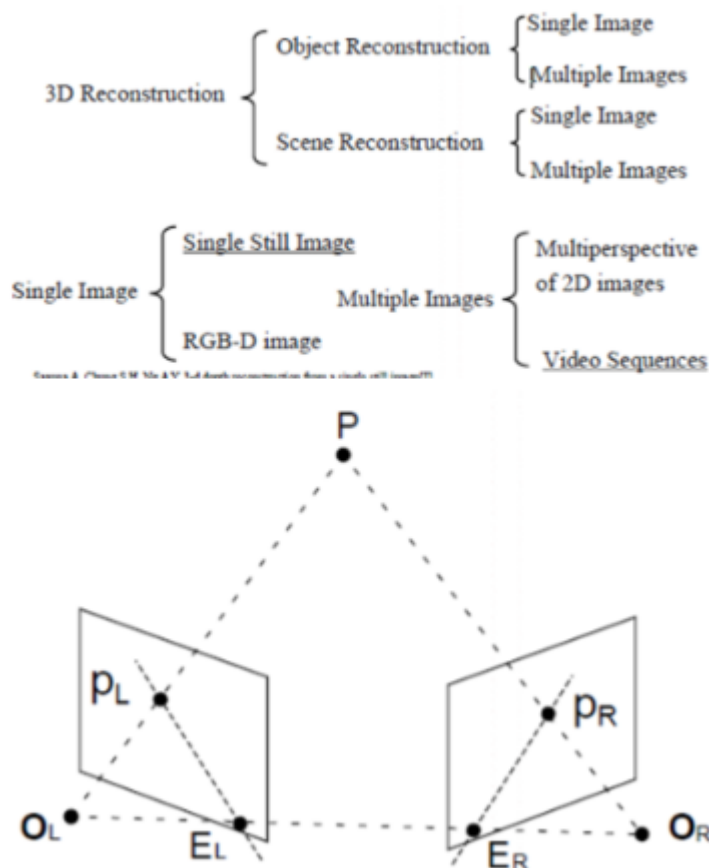 Object Reconstruction
Single Image
Multiple Images
3D Reconstruction
Scene Reconstruction
Single Image
Multiple Images
Single Image
Single Still Image
RGB-D image
Multiple Images
Multiperspective
of 2D images
Video Sequences
P
pL
pR
OL
EL
ER
OR